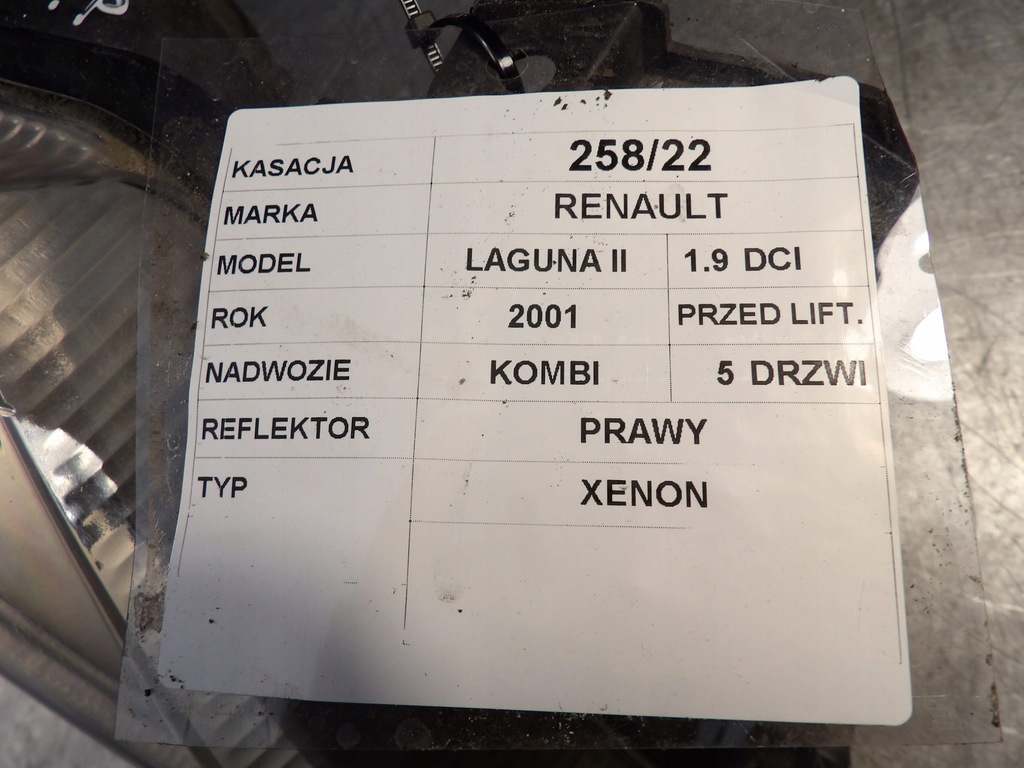 KASACJA 258/22
MARKA RENAULT
MODEL LAGUNA II 1.9 DCI
ROK 2001 PRZED LIFT.
NADWOZIE KOMBI 5 DRZWI
REFLEKTOR PRAWY
TYP XENON